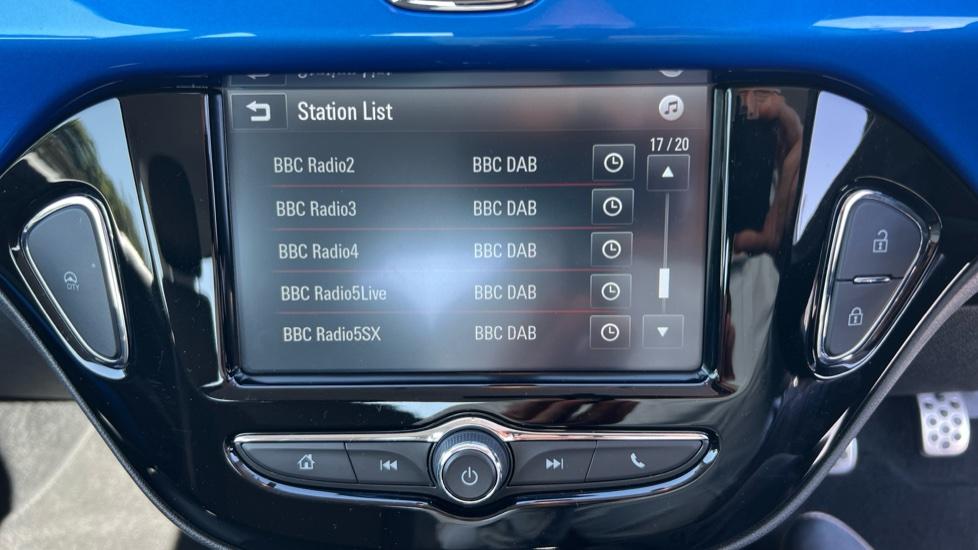 Station List
17 / 20
BBC Radio2 BBC DAB
BBC Radio3 BBC DAB
BBC Radio4 BBC DAB
BBC Radio5Live BBC DAB
BBC Radio5SX BBC DAB
CITY